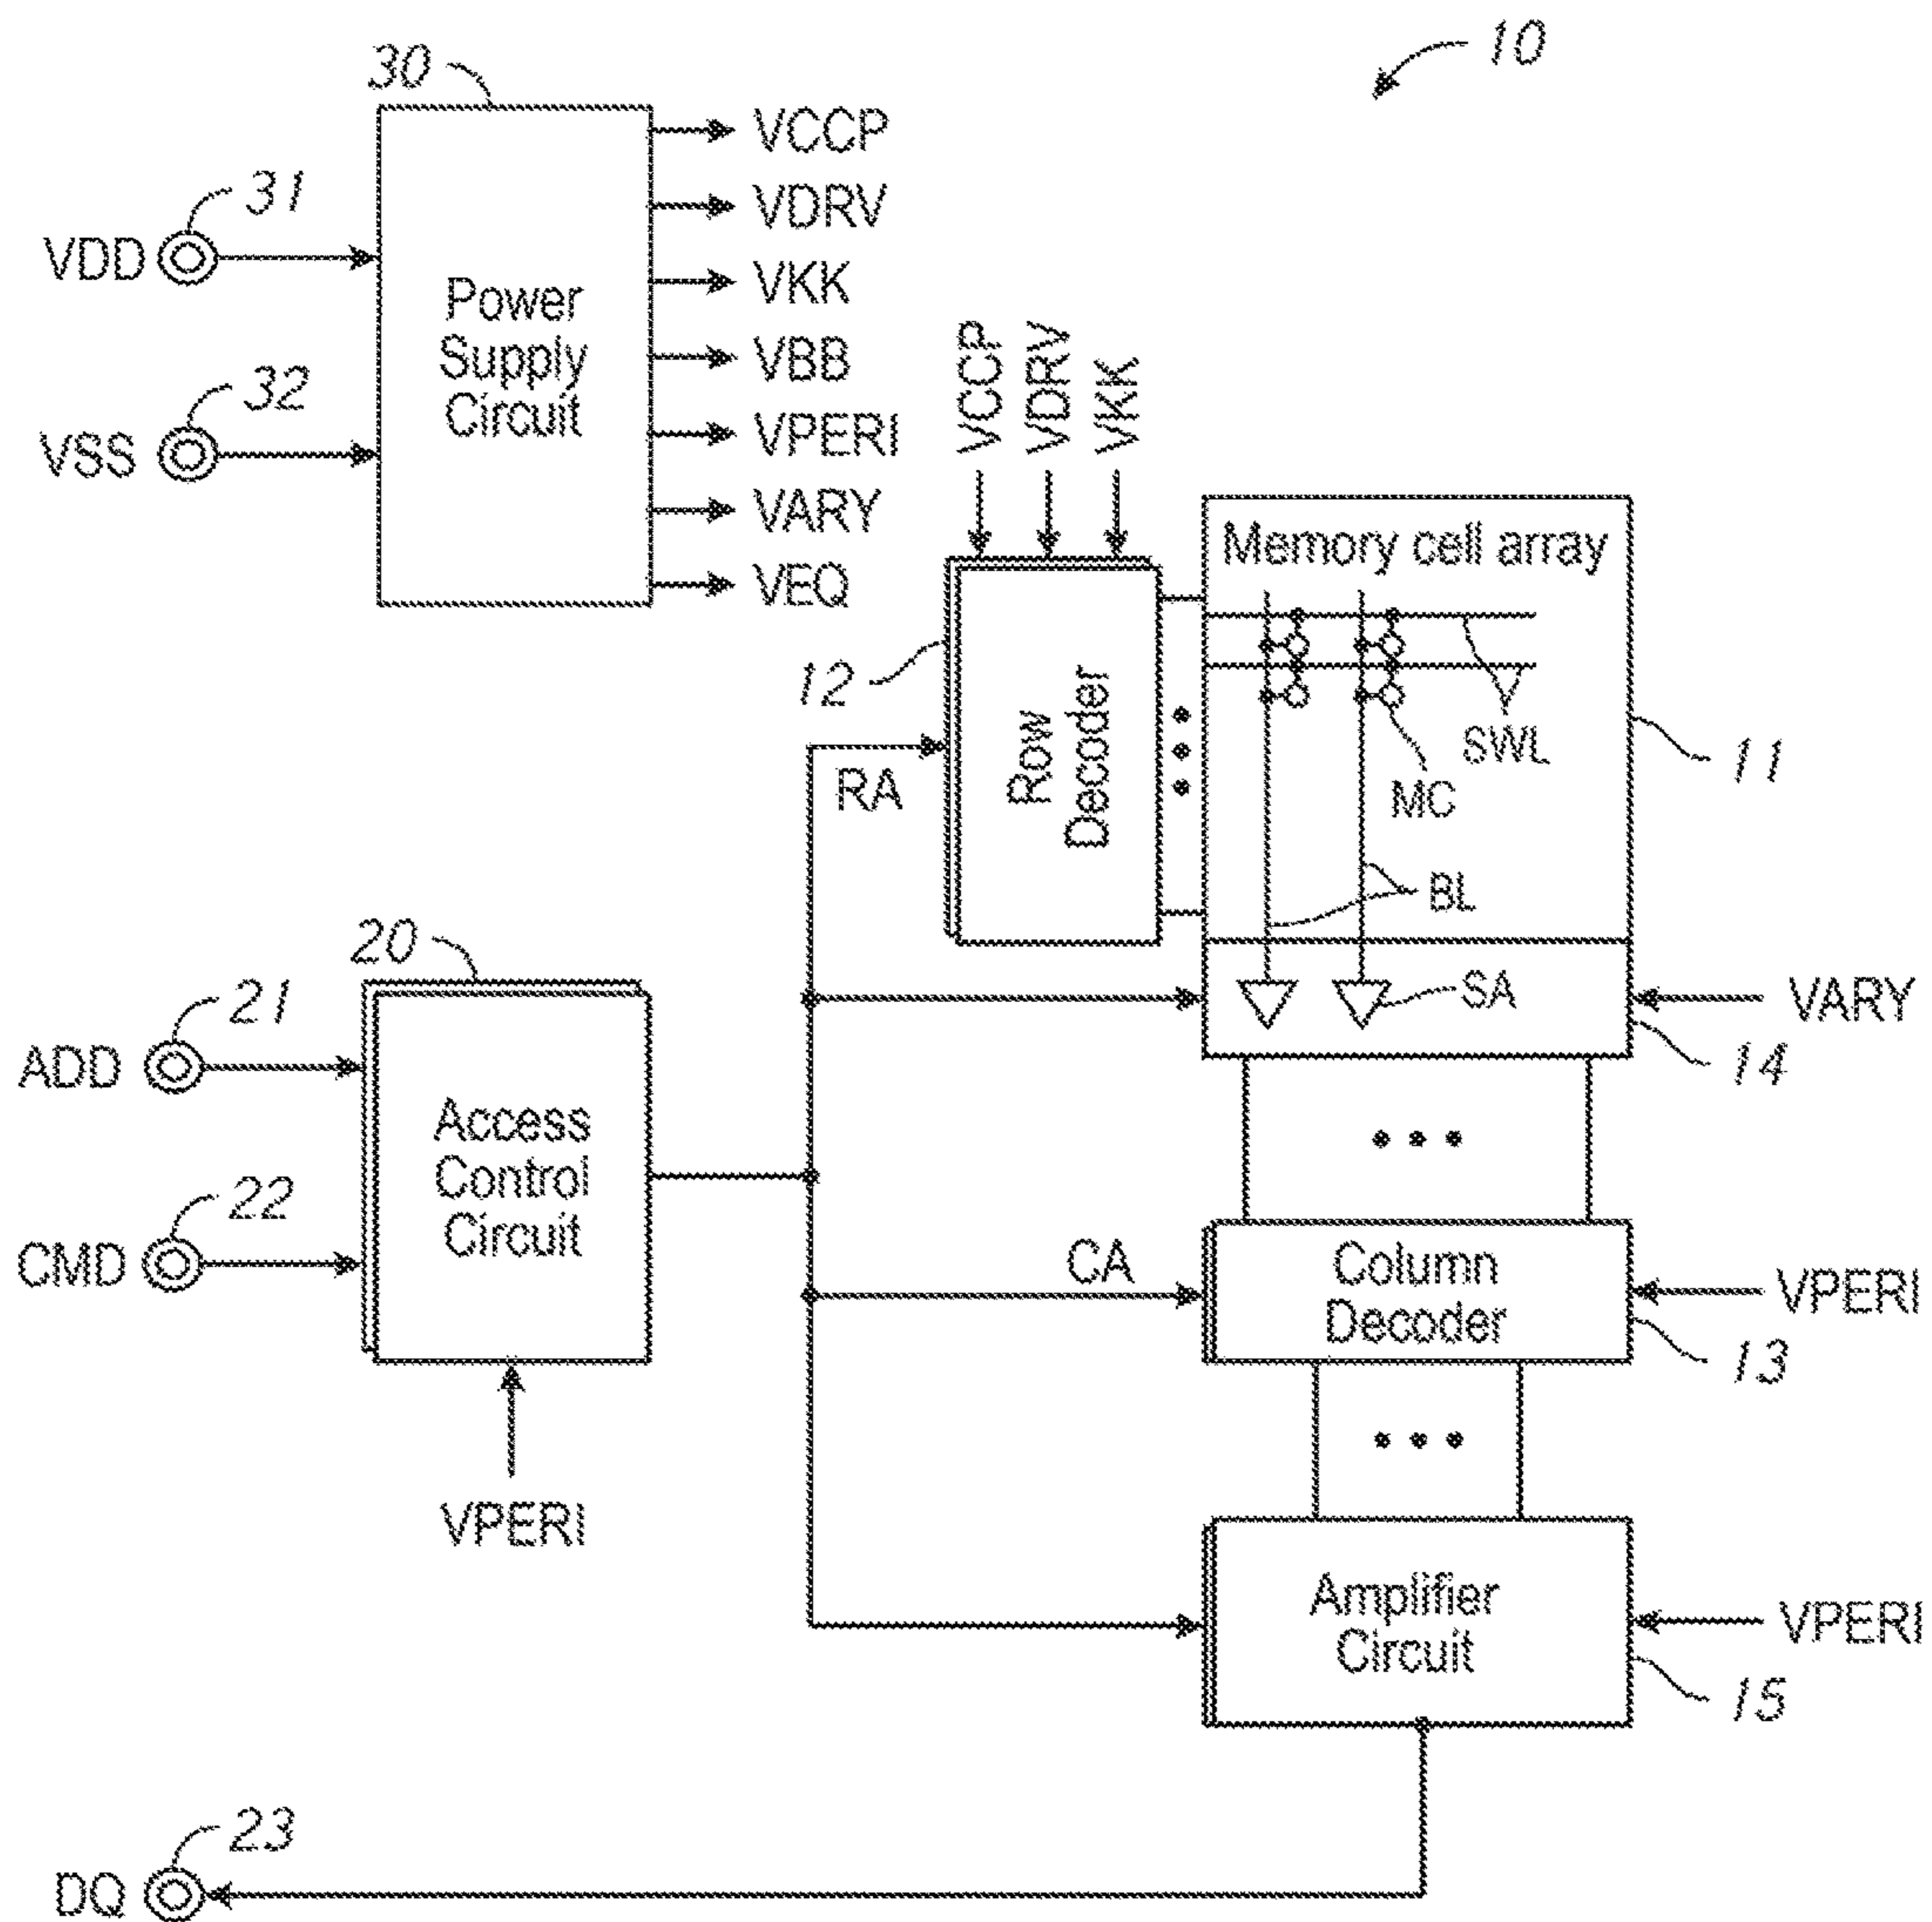 10
30
VCCP
VDRV
VKK
VBB
VPERI
VARY
VEQ
31
VDD
32
VSS
Power
Supply
Circuit
VCCP
VDRV
VKK
Memory cell array
12
Row
Decoder
RA
SWL
MC
BL
11
SA
VARY
14
20
21
ADD
22
CMD
Access
Control
Circuit
VPERI
CA
Column
Decoder
VPERI
13
Amplifier
Circuit
VPERI
15
23
DQ